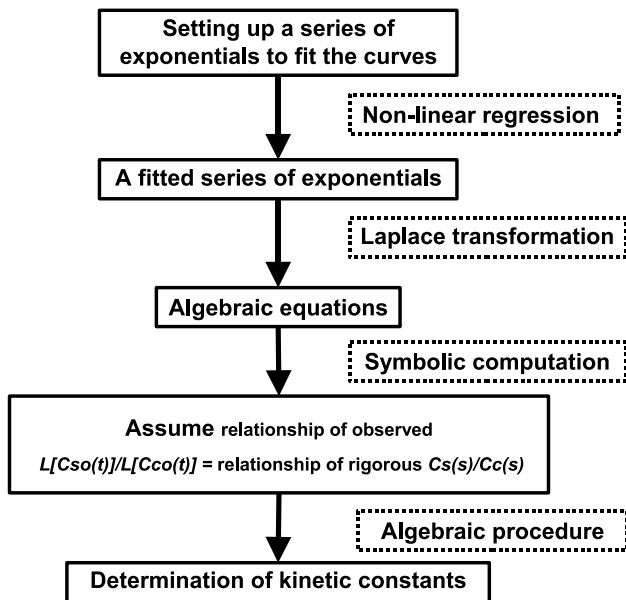 Setting up a series of
exponentials to fit the curves
Non-linear regression
A fitted series of exponentials
Laplace transformation
Algebraic equations
Symbolic computation
Assume relationship of observed
L[Cso(t)]/L[Cco(t)] = relationship of rigorous Cs(s)/Cc(s)
Algebraic procedure
Determination of kinetic constants